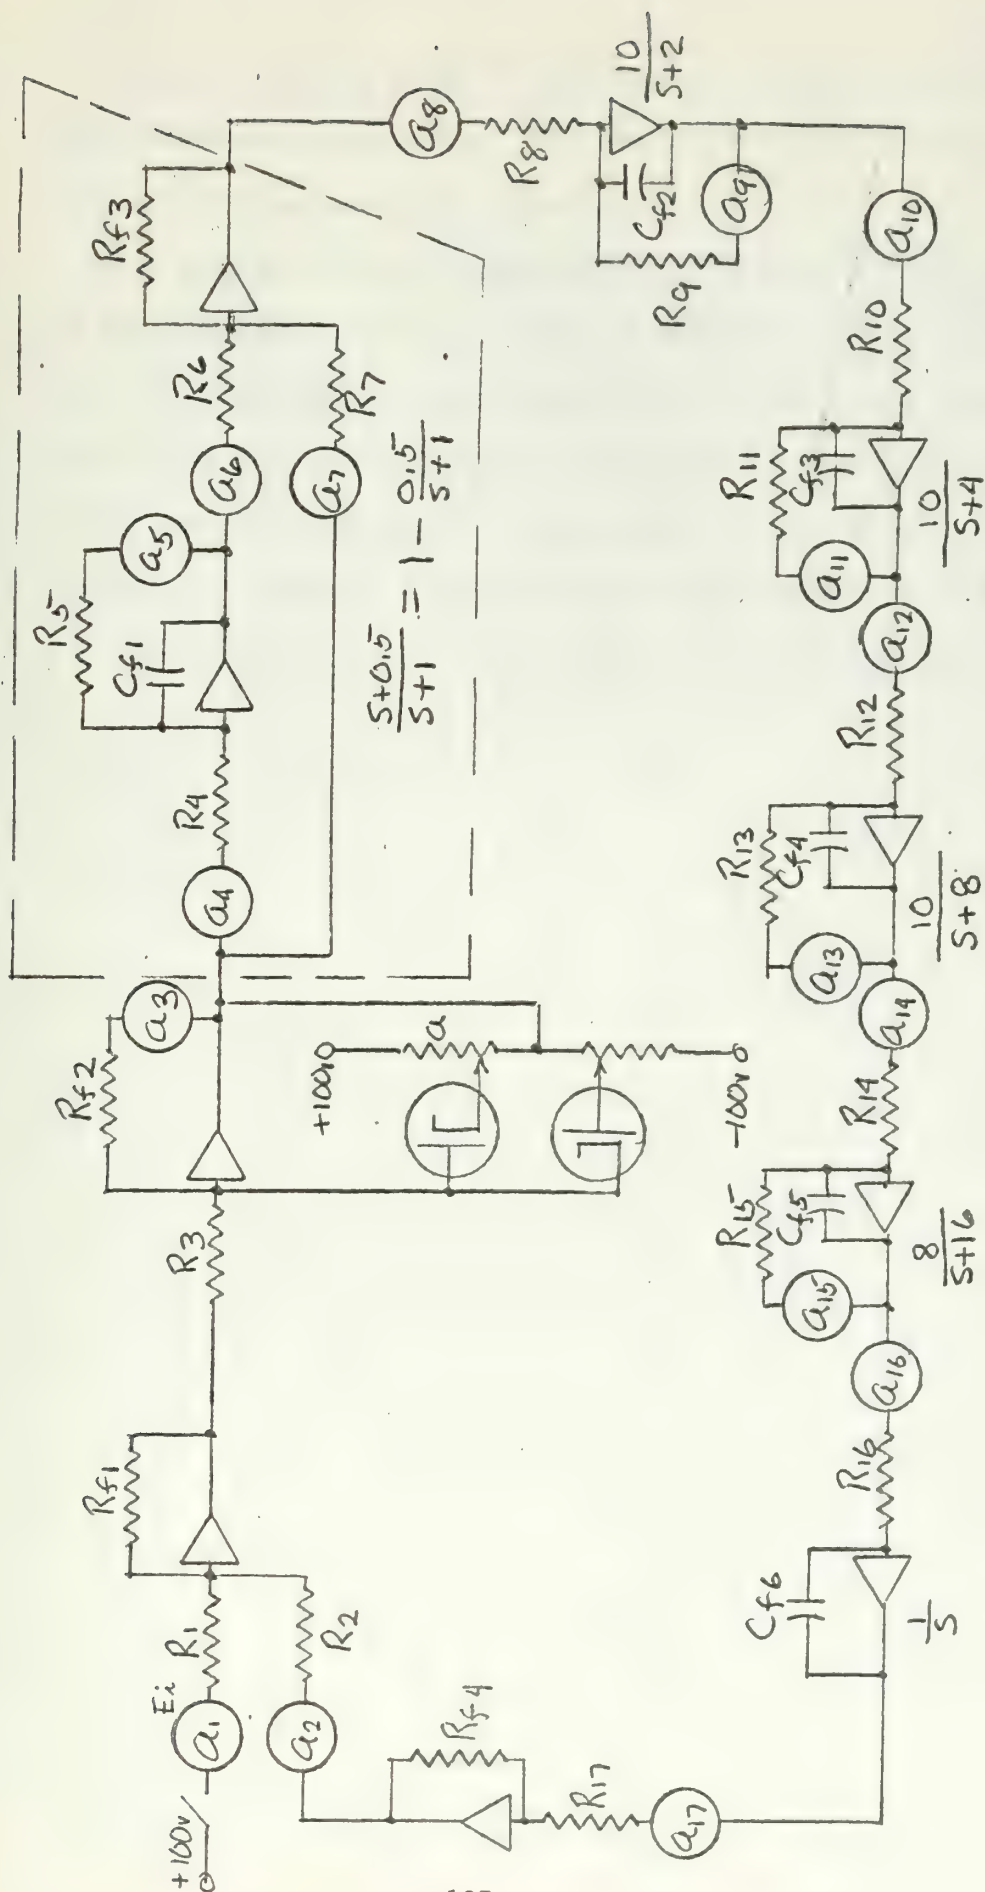 +100v
Ei
a1
R1
a2
R2
Rf1
R3
Rf2
a3
+100v
a
-100v
a4
R4
Cf1
R5
a5
a6
R6
a7
R7
Rf3
S+0.5 / S+1 = 1 - 0.5 / S+1
a8
R8
Cf2
R9
a9
10 / S+2
a10
R10
R11
Cf3
a11
10 / S+4
a12
R12
R13
Cf4
a13
10 / S+8
a14
R14
R15
Cf5
a15
8 / S+16
a16
R16
Cf6
1 / S
a17
R17
Rf4